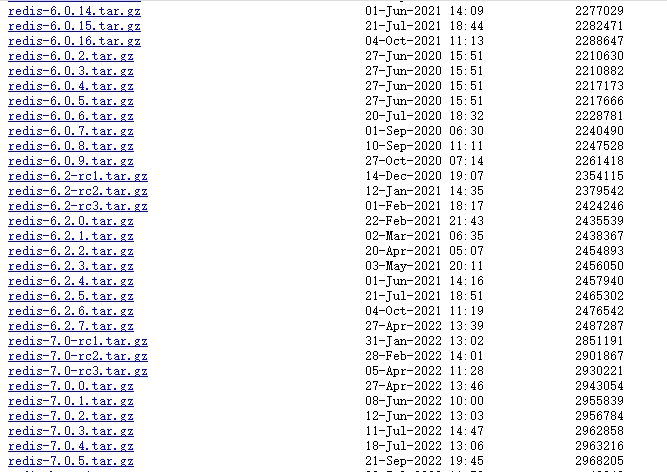 redis-6.0.14.tar.gz 01-Jun-2021 14:09 2277029
redis-6.0.15.tar.gz 21-Jul-2021 18:44 2282471
redis-6.0.16.tar.gz 04-Oct-2021 11:13 2288647
redis-6.0.2.tar.gz 27-Jun-2020 15:51 2210630
redis-6.0.3.tar.gz 27-Jun-2020 15:51 2210882
redis-6.0.4.tar.gz 27-Jun-2020 15:51 2217173
redis-6.0.5.tar.gz 27-Jun-2020 15:51 2217666
redis-6.0.6.tar.gz 20-Jul-2020 18:32 2228781
redis-6.0.7.tar.gz 01-Sep-2020 06:30 2240490
redis-6.0.8.tar.gz 10-Sep-2020 11:11 2247528
redis-6.0.9.tar.gz 27-Oct-2020 07:14 2261418
redis-6.2-rc1.tar.gz 14-Dec-2020 19:07 2354115
redis-6.2-rc2.tar.gz 12-Jan-2021 14:35 2379542
redis-6.2-rc3.tar.gz 01-Feb-2021 18:17 2424246
redis-6.2.0.tar.gz 22-Feb-2021 21:43 2435539
redis-6.2.1.tar.gz 02-Mar-2021 06:35 2438367
redis-6.2.2.tar.gz 20-Apr-2021 05:07 2454893
redis-6.2.3.tar.gz 03-May-2021 20:11 2456050
redis-6.2.4.tar.gz 01-Jun-2021 14:16 2457940
redis-6.2.5.tar.gz 21-Jul-2021 18:51 2465302
redis-6.2.6.tar.gz 04-Oct-2021 11:19 2476542
redis-6.2.7.tar.gz 27-Apr-2022 13:39 2487287
redis-7.0-rc1.tar.gz 31-Jan-2022 13:02 2851191
redis-7.0-rc2.tar.gz 28-Feb-2022 14:01 2901867
redis-7.0-rc3.tar.gz 05-Apr-2022 11:28 2930221
redis-7.0.0.tar.gz 27-Apr-2022 13:46 2943054
redis-7.0.1.tar.gz 08-Jun-2022 10:00 2955839
redis-7.0.2.tar.gz 12-Jun-2022 13:03 2956784
redis-7.0.3.tar.gz 11-Jul-2022 14:47 2962858
redis-7.0.4.tar.gz 18-Jul-2022 13:06 2963216
redis-7.0.5.tar.gz 21-Sep-2022 19:45 2968205